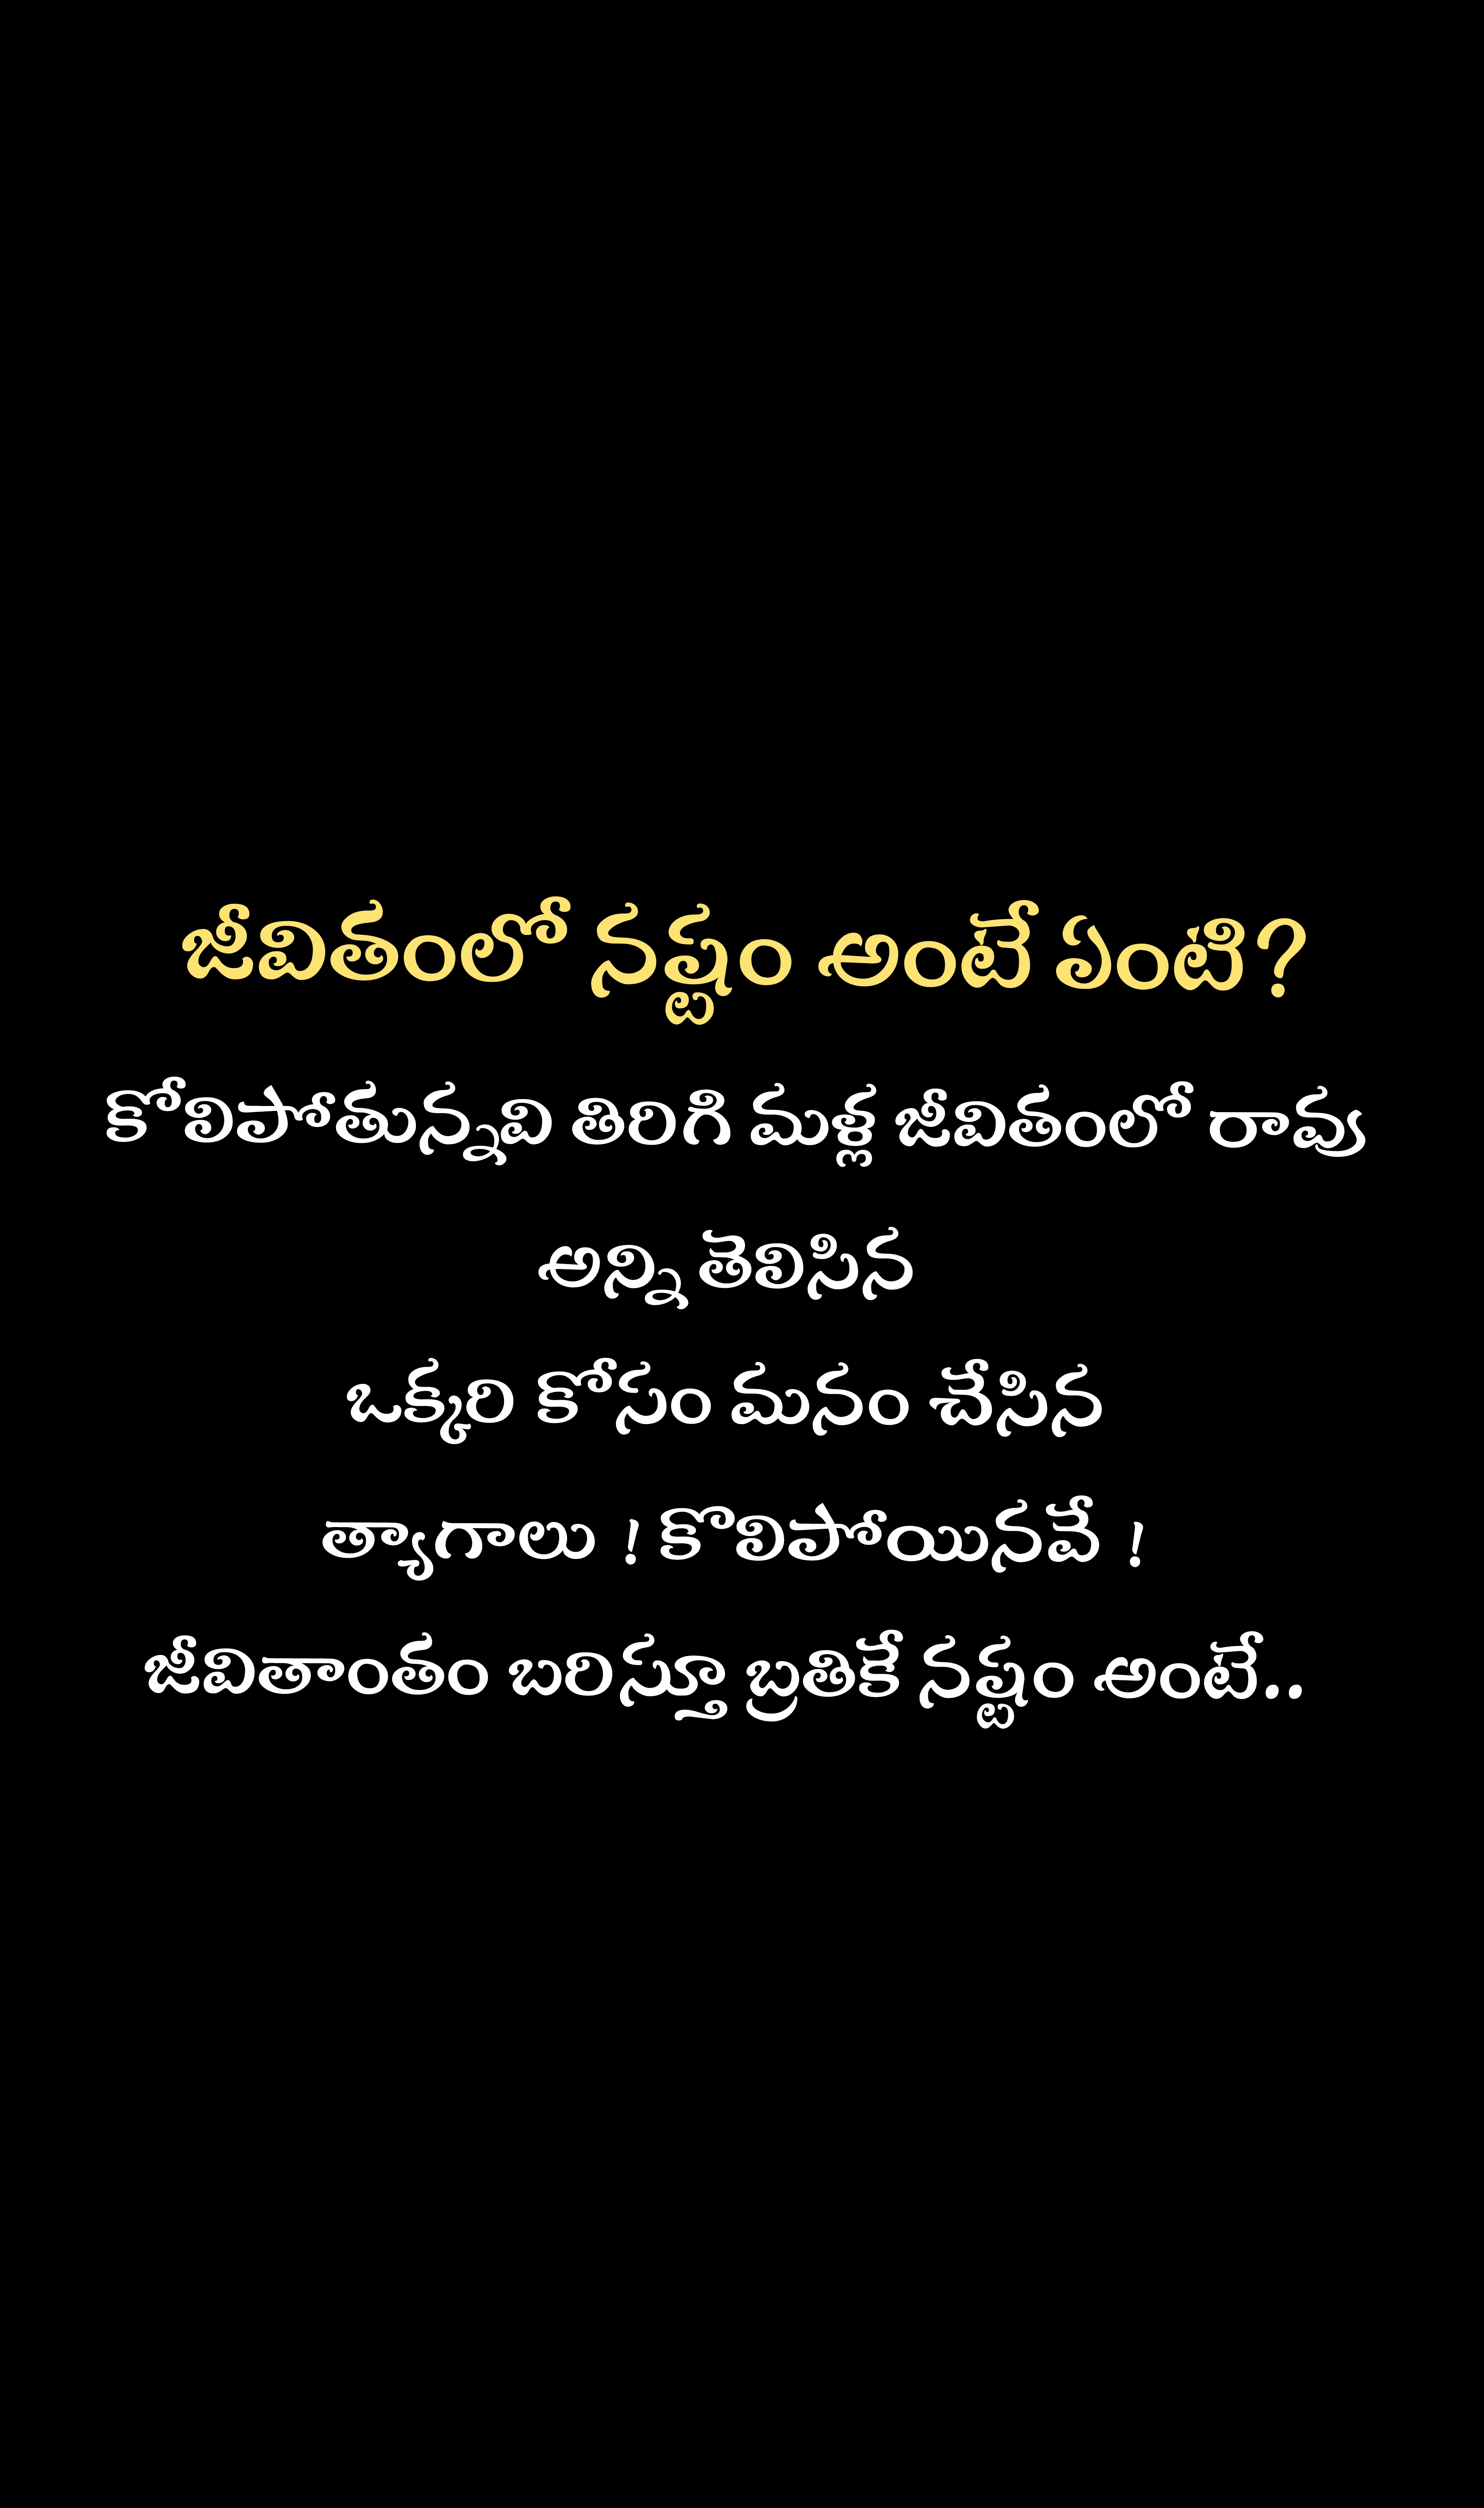 జీవితంలో నష్టం అంటే ఏంటి?
కోలిపోతున్నవి తిరిగి మళ్లి జీవితంలో రావు
అన్ని తెలిసిన
ఒక్కరి కోసం మనం చేసిన
త్యాగాలు ! కొలిపోయినవే !
జీవితాంతం బరిస్తూ బ్రతికే నష్టం అంటే..